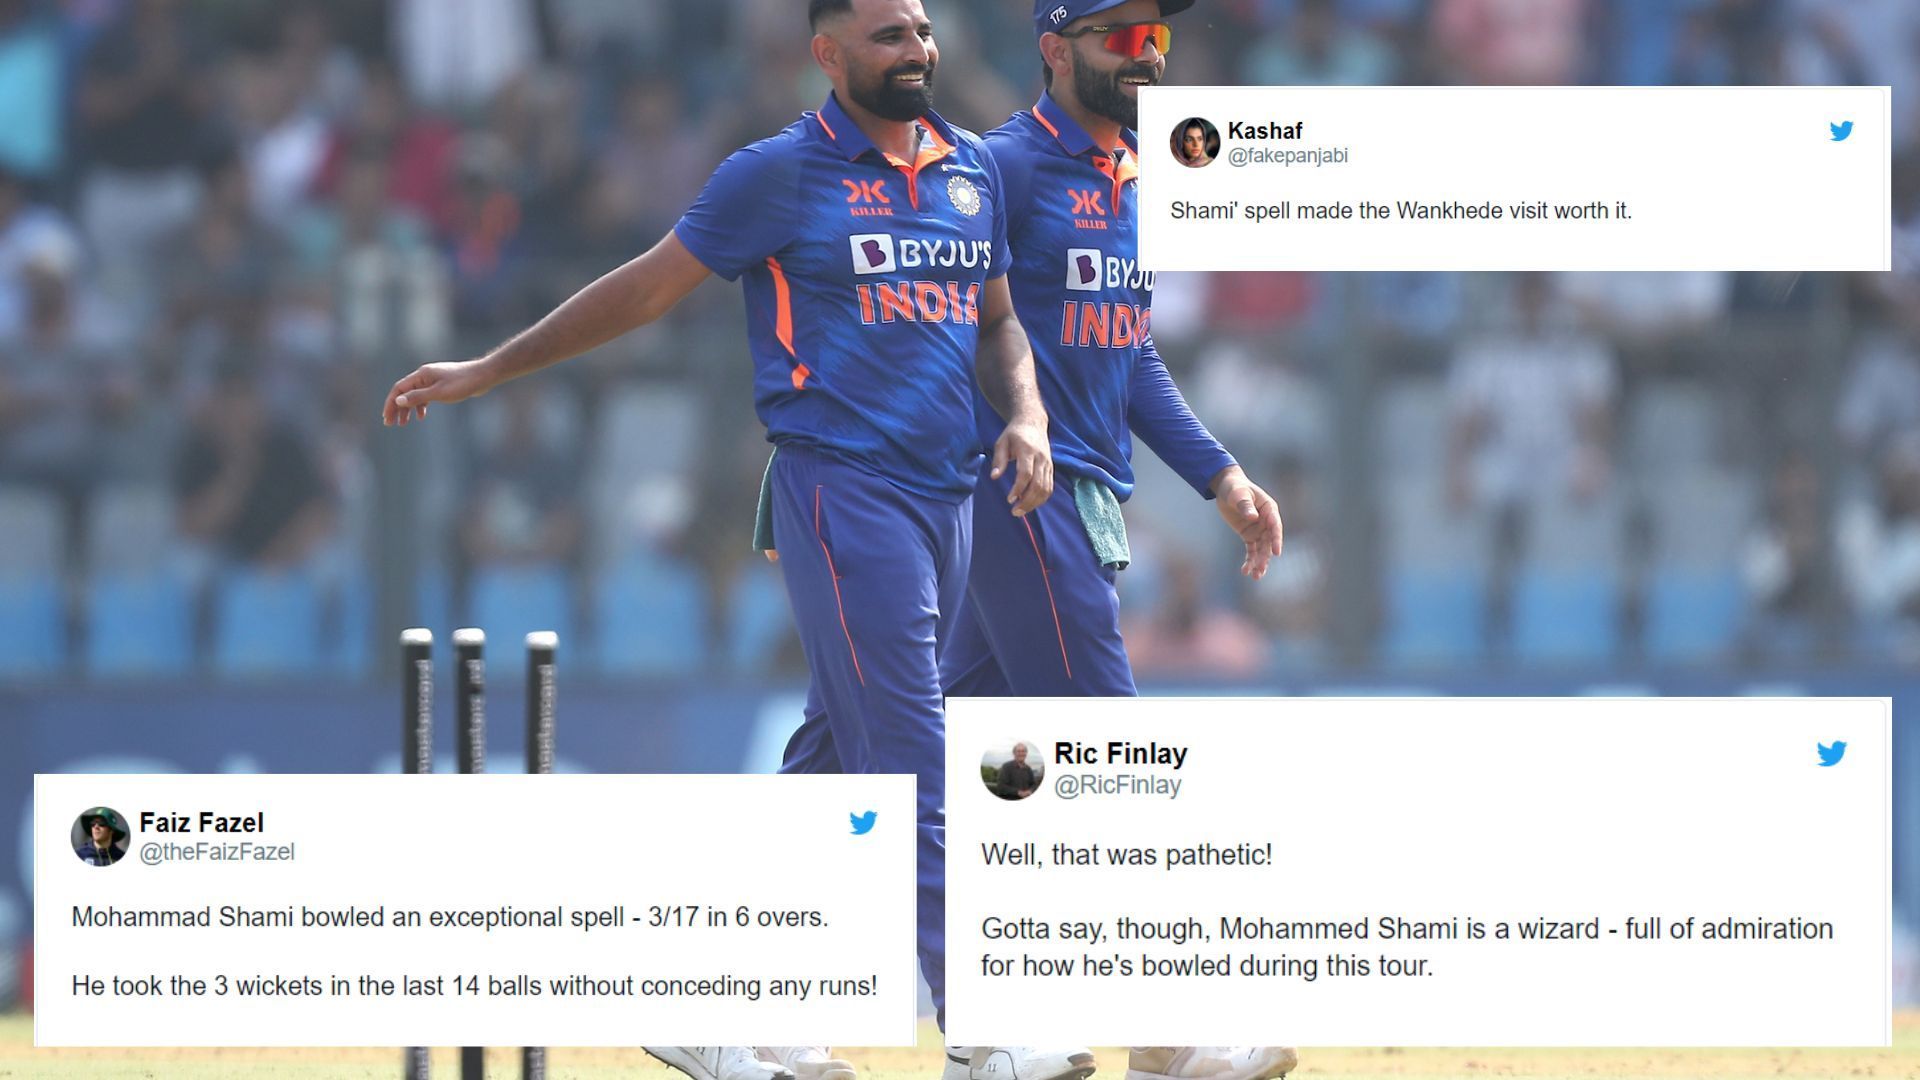 175
KILLER
BYJU'S
INDIA
KILLER
BYJU
INDIA
Kashaf
@fakepanjabi
Shami' spell made the Wankhede visit worth it.
Faiz Fazel
@theFaizFazel
Mohammad Shami bowled an exceptional spell - 3/17 in 6 overs.
He took the 3 wickets in the last 14 balls without conceding any runs!
Ric Finlay
@RicFinlay
Well, that was pathetic!
Gotta say, though, Mohammed Shami is a wizard - full of admiration
for how he's bowled during this tour.